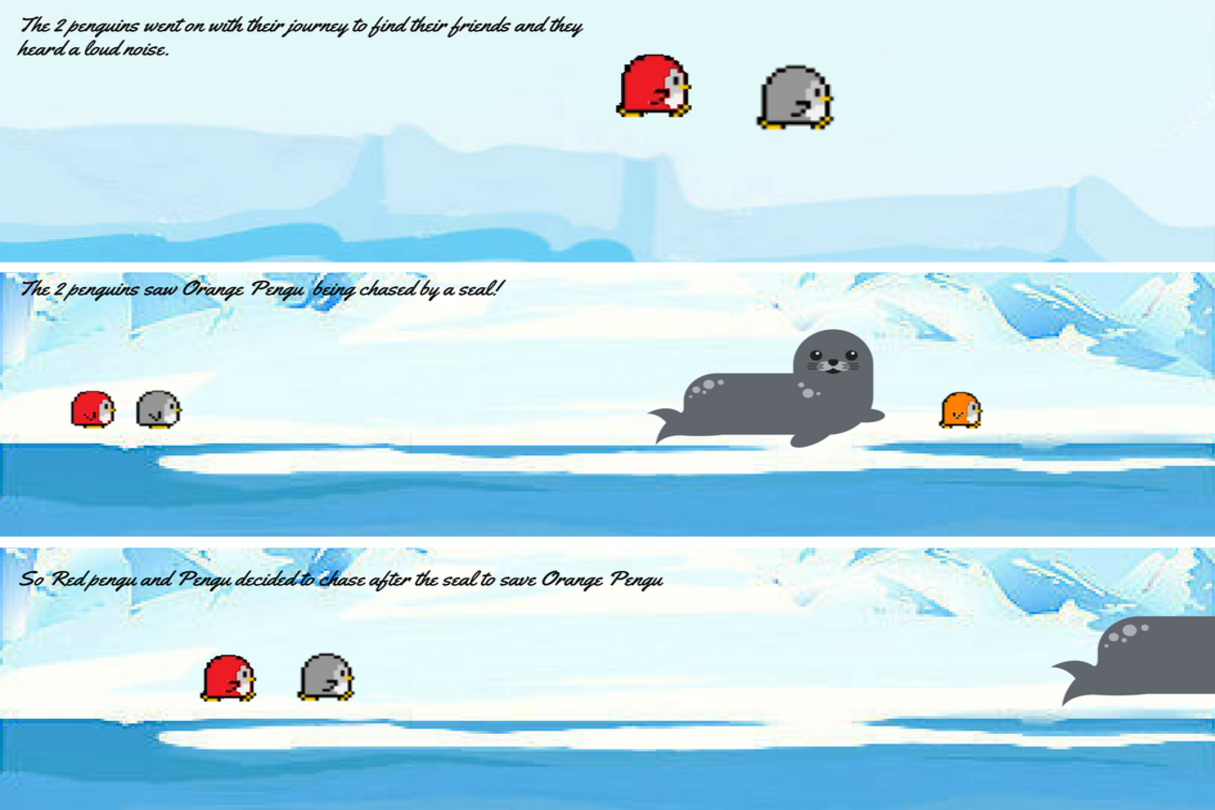 The 2 penguins went on with their journey to find their friends and they
heard a loud noise.
The 2 penguins saw Orange Pengu being chased by a seal!
So Red pengu and Pengu decided to chase after the seal to save Orange Pengu